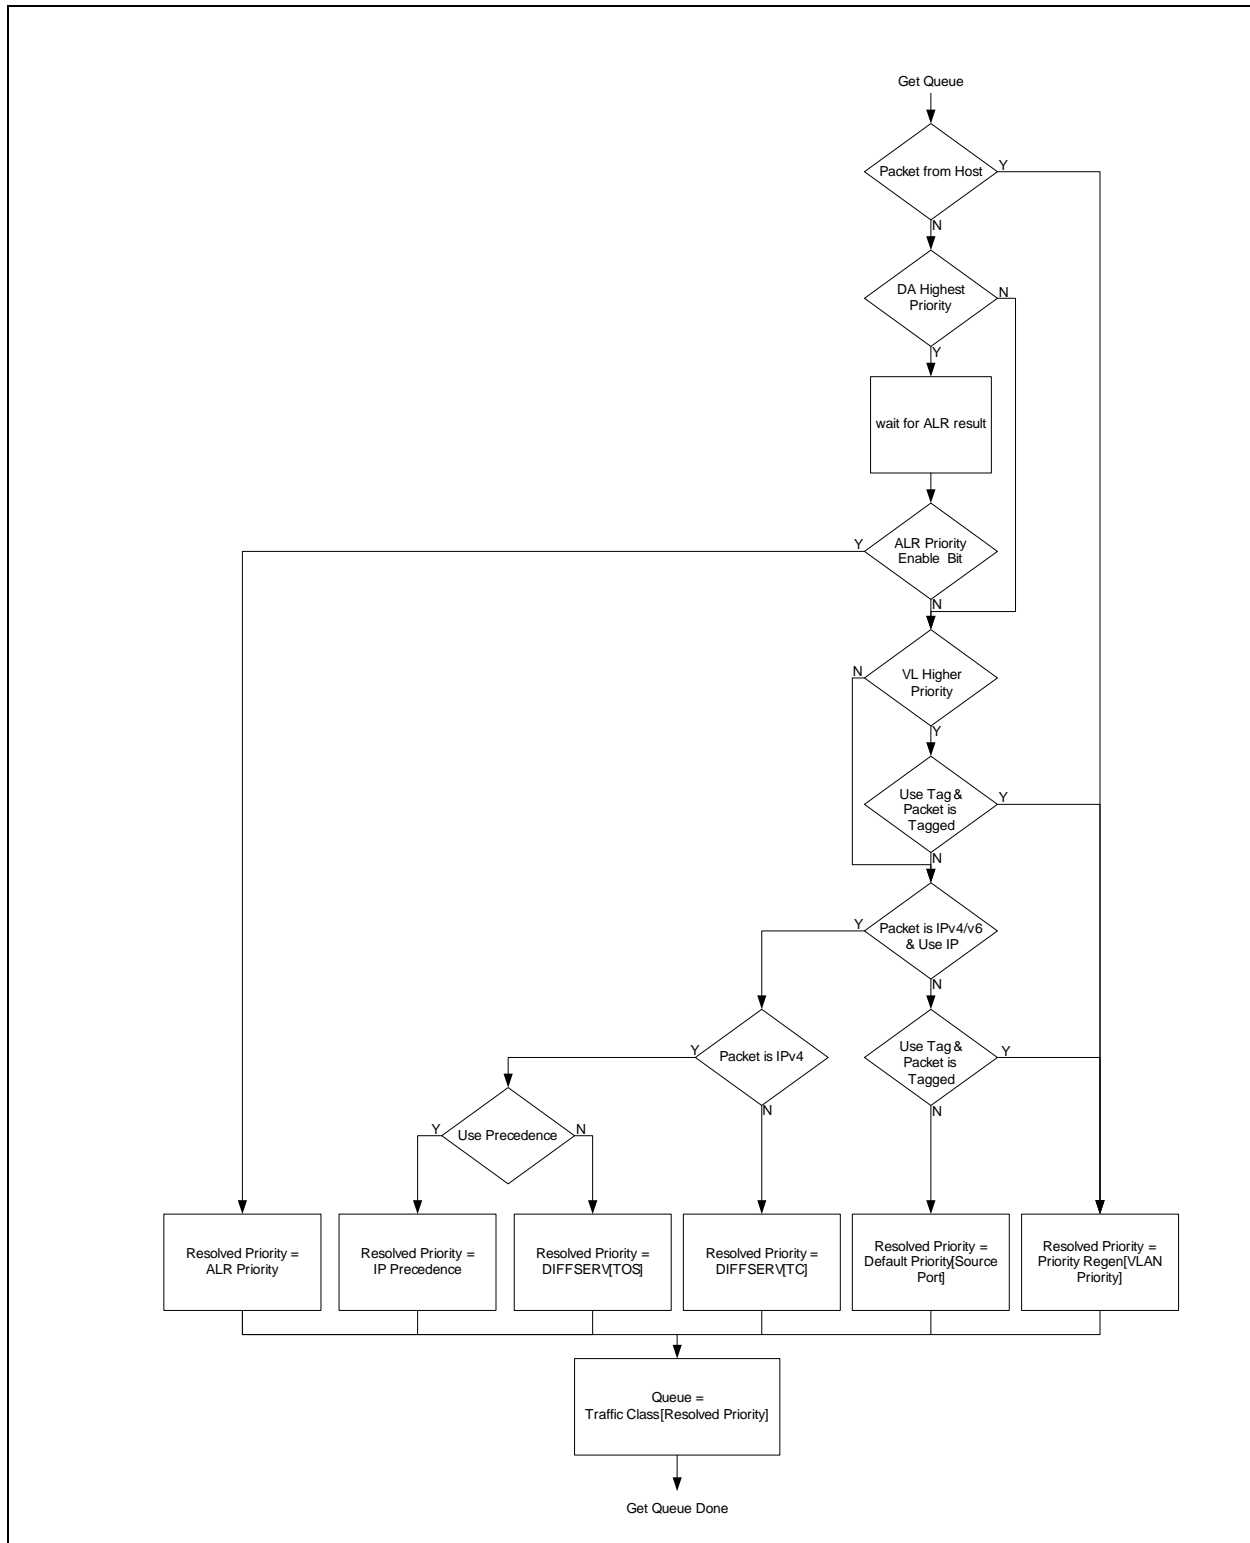 Get Queue
Packet from Host
Y
N
DA Highest
Priority
N
Y
wait for ALR result
Y
ALR Priority
Enable Bit
N
N
VL Higher
Priority
Y
Use Tag &
Packet is
Tagged
Y
N
Y
Packet is IPv4/v6
& Use IP
N
Y
Packet is IPv4
N
Use Tag &
Packet is
Tagged
Y
N
Y
Use Precedence
N
Resolved Priority =
ALR Priority
Resolved Priority =
IP Precedence
Resolved Priority =
DIFFSERV[TOS]
Resolved Priority =
DIFFSERV[TC]
Resolved Priority =
Default Priority[Source
Port]
Resolved Priority =
Priority Regen[VLAN
Priority]
Queue =
Traffic Class[Resolved Priority]
Get Queue Done